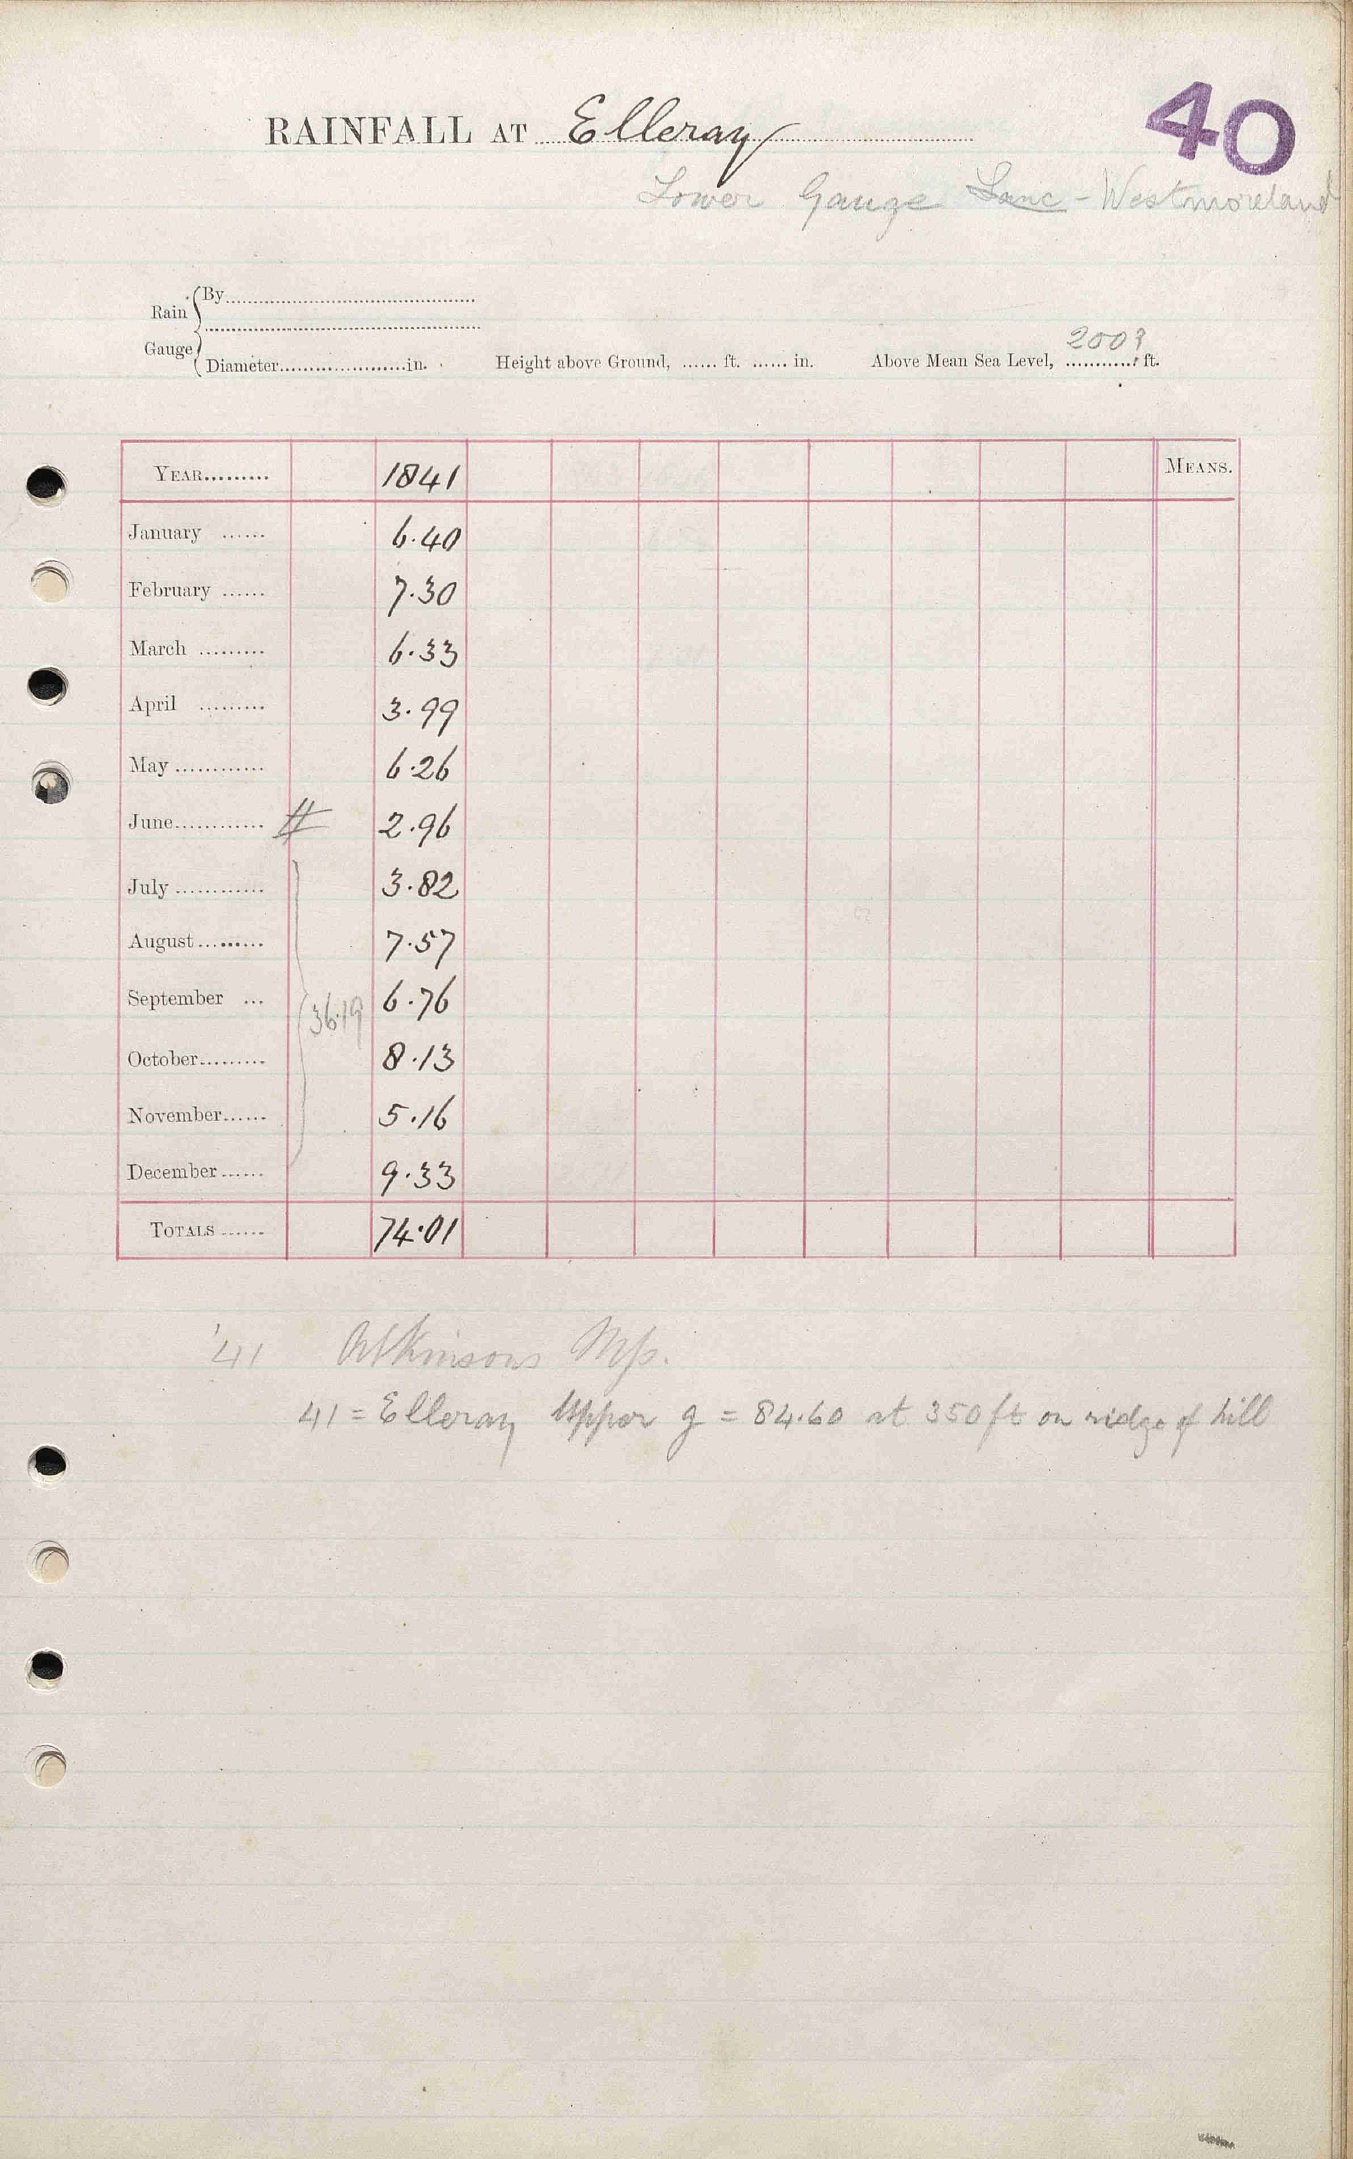 RAINFALL AT Elleray
40
Lower Gauge Lanc - Westmoreland
Rain Gauge { By
Diameter in. Height above Ground, ft. in. Above Mean Sea Level, 200? ft.
YEAR 1841 MEANS.
January 6.40
February 7.30
March 6.33
April 3.99
May 6.26
June # 2.96
July 3.82
August 7.57
September 36.19 6.76
October 8.13
November 5.16
December 9.33
TOTALS 74.01
'41 Atkinsons Mss.
41 = Elleray Upper g = 84.60 at 350 ft on ridge of hill